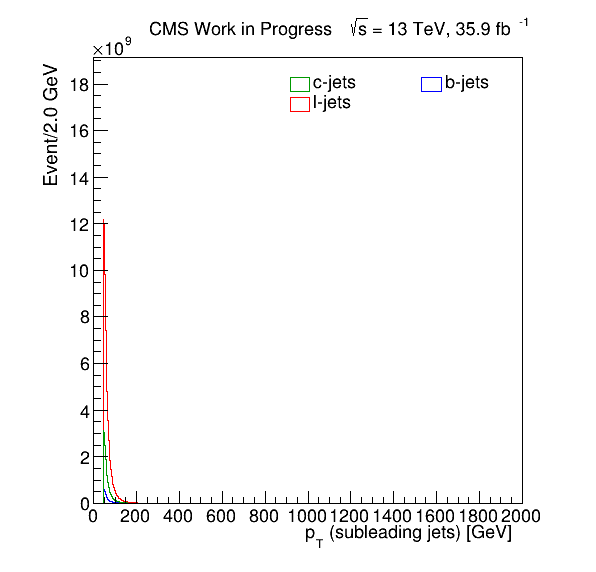 CMS Work in Progress √s = 13 TeV, 35.9 fb⁻¹
×10⁹
Event/2.0 GeV
c-jets
b-jets
l-jets
18
16
14
12
10
8
6
4
2
0
0 200 400 600 800 1000 1200 1400 1600 1800 2000
p_T (subleading jets) [GeV]